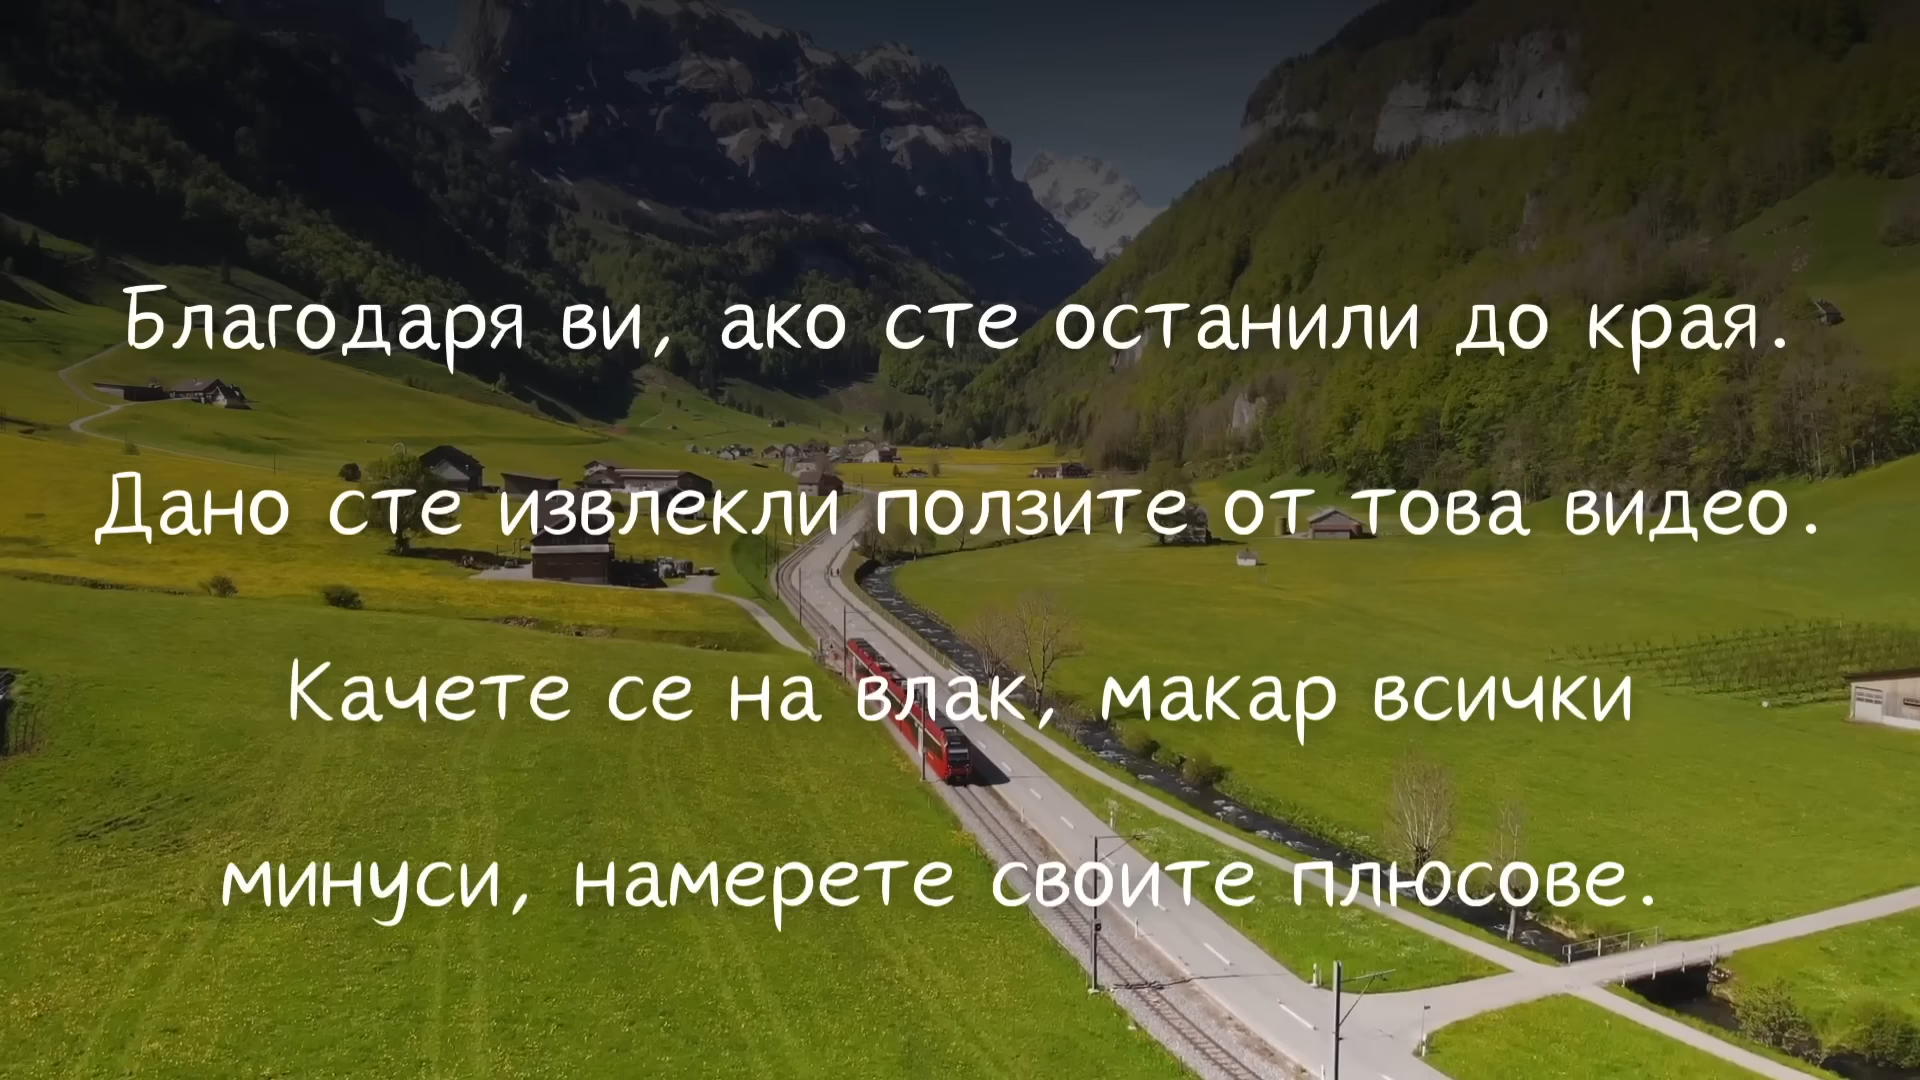 Благодаря ви, ако сте останили до края.
Дано сте извлекли ползите от това видео.
Качете се на влак, макар всички
минуси, намерете своите плюсове.